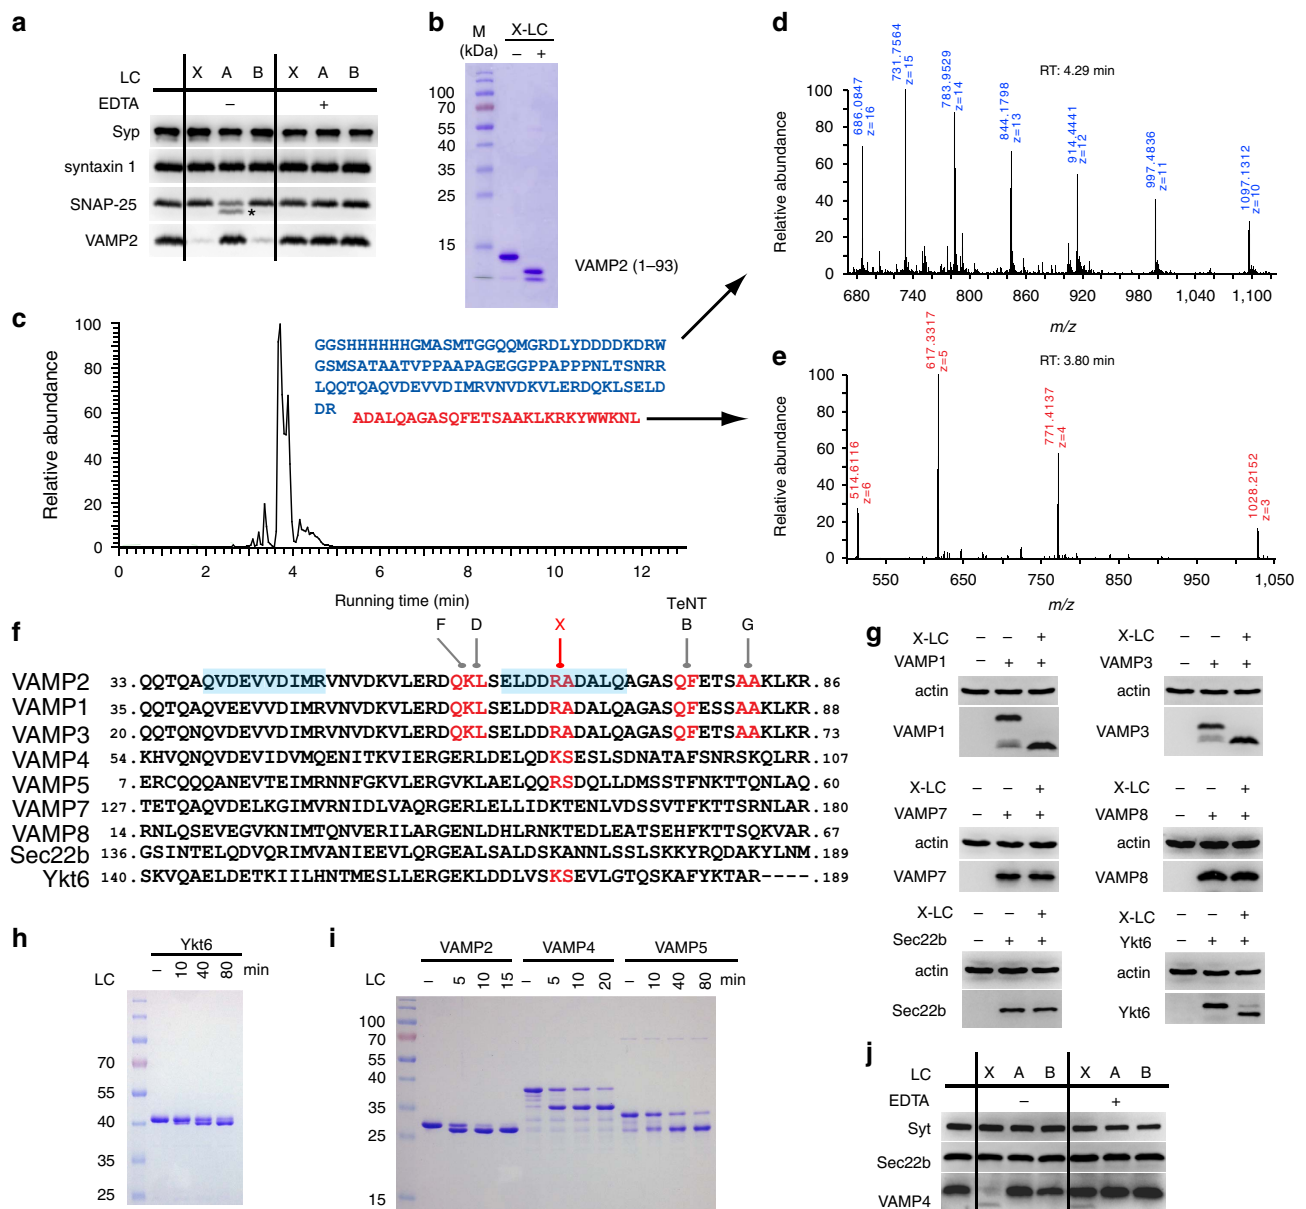 a
LC X A B X A B
EDTA – +
Syp
syntaxin 1
SNAP-25
*
VAMP2
b
M (kDa)
X-LC
– +
100
70
55
40
35
25
15
VAMP2 (1–93)
c
Relative abundance
100
80
60
40
20
0
0 2 4 6 8 10 12
Running time (min)
GGSHHHHHHGMASMTGGQQMGRDLYDDDDKDRW
GSMSATAATVPPAAPAGEGGPPAPPPNLTSNRR
LQQTQAQVDEVVDIMRVNVDKVLERDQKLSELD
DR
ADALQAGASQFETSAAKLKRKYWWKNL
d
RT: 4.29 min
Relative abundance
100
80
60
40
20
0
686.0847 z=16
731.7564 z=15
783.9529 z=14
844.1798 z=13
914.4441 z=12
997.4836 z=11
1097.1312 z=10
680 740 800 860 920 980 1,040 1,100
m/z
e
RT: 3.80 min
Relative abundance
100
80
60
40
20
0
514.6116 z=6
617.3317 z=5
771.4137 z=4
1028.2152 z=3
550 650 750 850 950 1,050
m/z
f
TeNT
F D X B G
VAMP2 33.QQTQAQVDEVVDIMRVNVDKVLERDQKLSELDDRADALQAGASQFETSAAKLKR.86
VAMP1 35.QQTQAQVEEVVDIMRVNVDKVLERDQKLSELDDRADALQAGASQFESSAAKLKR.88
VAMP3 20.QQTQNQVDEVVDIMRVNVDKVLERDQKLSELDDRADALQAGASQFETSAAKLKR.73
VAMP4 54.KHVQNQVDEVIDVMQENITKVIERGERLDELQDKSESLSDNATAFSNRSKQLRR.107
VAMP5 7.ERCQQQANEVTEIMRNNFGKVLERGVKLAELQQRSDQLLDMSSTFNKTTQNLAQ.60
VAMP7 127.TETQAQVDELKGIMVRNIDLVAQRGERLELLIDKTENLVDSSVTFKTTSRNLAR.180
VAMP8 14.RNLQSEVEGVKNIMTQNVERILARGENLDHLRNKTEDLEATSEHFKTTSQKVAR.67
Sec22b 136.GSINTELQDVQRIMVANIEEVLQRGEALSALDSKANNLSSLSKKYRQDAKYLNM.189
Ykt6 140.SKVQAELDETKIILHNTMESLLERGEKLDDLVSKSEVLGTQSKAFYKTAR----.189
g
X-LC – – +
VAMP1 – + +
actin
VAMP1
X-LC – – +
VAMP3 – + +
actin
VAMP3
X-LC – – +
VAMP7 – + +
actin
VAMP7
X-LC – – +
VAMP8 – + +
actin
VAMP8
X-LC – – +
Sec22b – + +
actin
Sec22b
X-LC – – +
Ykt6 – + +
actin
Ykt6
h
Ykt6
LC – 10 40 80 min
70
55
40
35
25
i
VAMP2 VAMP4 VAMP5
LC – 5 10 15 – 5 10 20 – 10 40 80 min
100
70
55
40
35
25
15
j
LC X A B X A B
EDTA – +
Syt
Sec22b
VAMP4